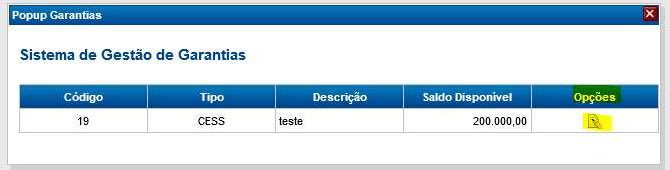 Popup Garantias
Sistema de Gestão de Garantias
Código Tipo Descrição Saldo Disponível Opções
19 CESS teste 200.000,00